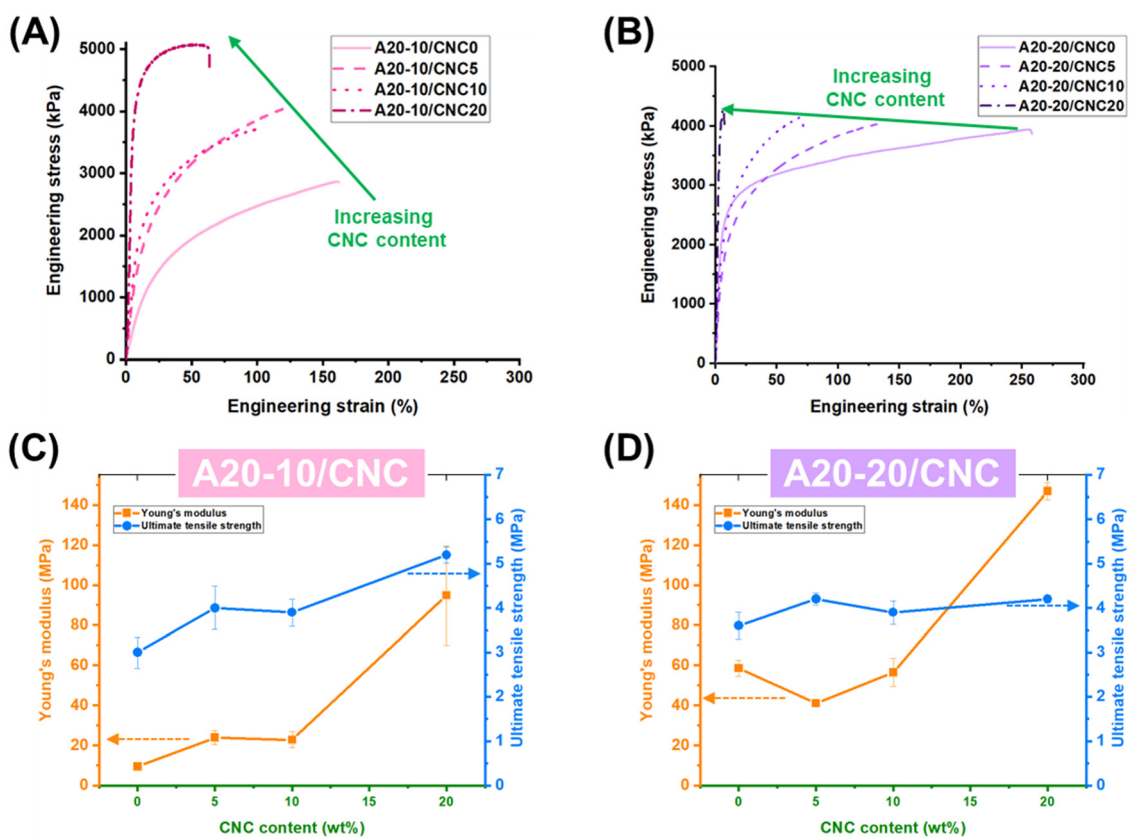 (A)
5000
4000
3000
2000
1000
0
0 50 100 150 200 250 300
Engineering stress (kPa)
Engineering strain (%)
A20-10/CNC0
A20-10/CNC5
A20-10/CNC10
A20-10/CNC20
Increasing
CNC content
(B)
5000
4000
3000
2000
1000
0
0 50 100 150 200 250 300
Engineering stress (kPa)
Engineering strain (%)
A20-20/CNC0
A20-20/CNC5
A20-20/CNC10
A20-20/CNC20
Increasing
CNC content
(C)
A20-10/CNC
Young's modulus
Ultimate tensile strength
140
120
100
80
60
40
20
0
Young's modulus (MPa)
7
6
5
4
3
2
1
0
Ultimate tensile strength (MPa)
0 5 10 15 20
CNC content (wt%)
(D)
A20-20/CNC
Young's modulus
Ultimate tensile strength
140
120
100
80
60
40
20
0
Young's modulus (MPa)
7
6
5
4
3
2
1
0
Ultimate tensile strength (MPa)
0 5 10 15 20
CNC content (wt%)